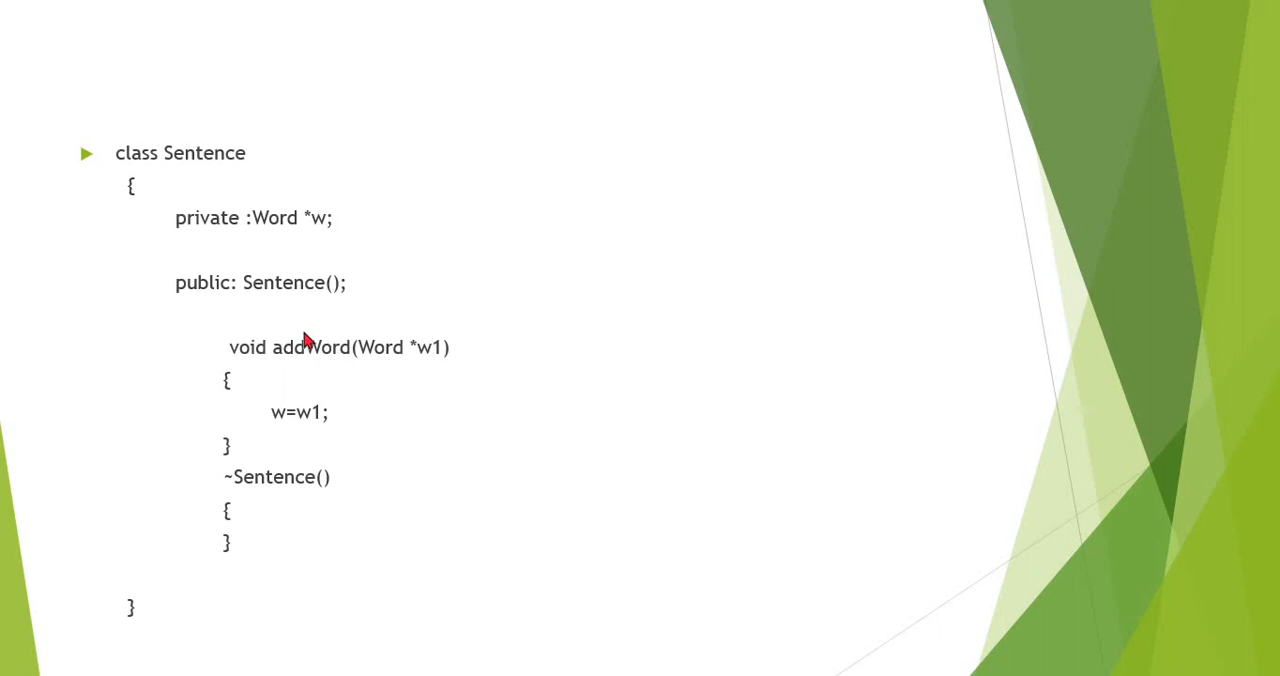 class Sentence
{
private :Word *w;
public: Sentence();
void addWord(Word *w1)
{
w=w1;
}
~Sentence()
{
}
}